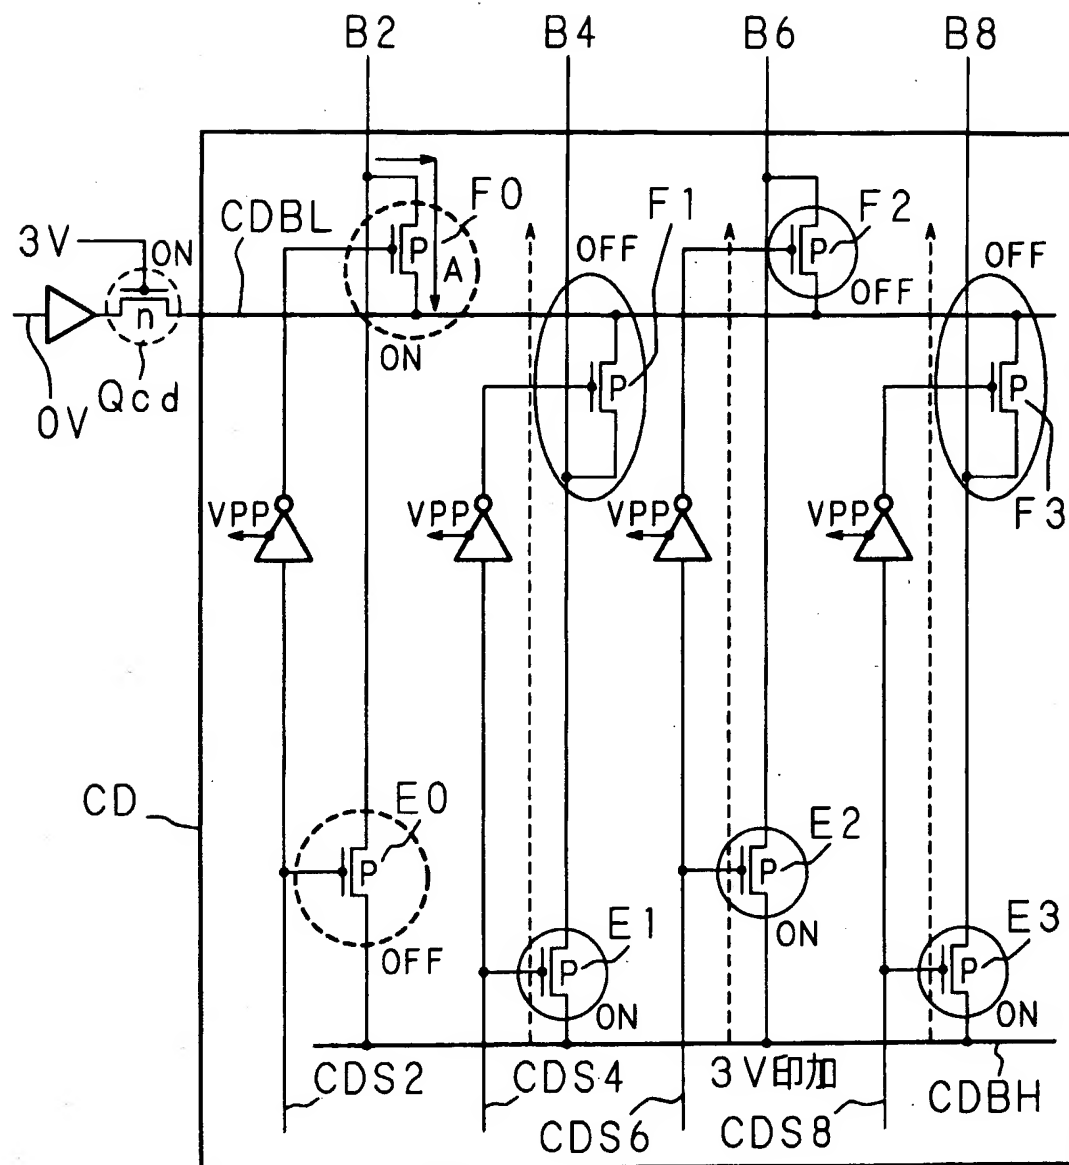 B2 B4 B6 B8
F0
F1 F2
CDBL
3V ON
OFF OFF
P P
A
OFF
n
ON
Qcd
P P
0V
F3
VPP VPP VPP VPP
CD
E0
E2
P P
E1 E3
OFF
ON
P P
ON ON
CDS2 CDS4 3V印加 CDBH
CDS6 CDS8